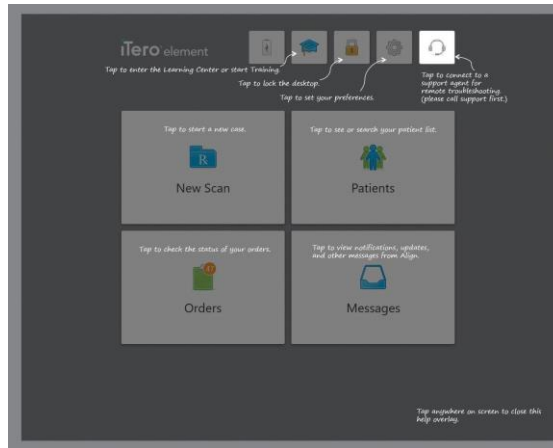 iTero element
Tap to enter the Learning Center or start Training.
Tap to lock the desktop.
Tap to set your preferences.
Tap to connect to a
support agent for
remote troubleshooting.
(please call support first.)
Tap to start a new case.
R
New Scan
Tap to see or search your patient list.
Patients
Tap to check the status of your orders.
Orders
Tap to view notifications, updates,
and other messages from Align.
Messages
Tap anywhere on screen to close this
help overlay.